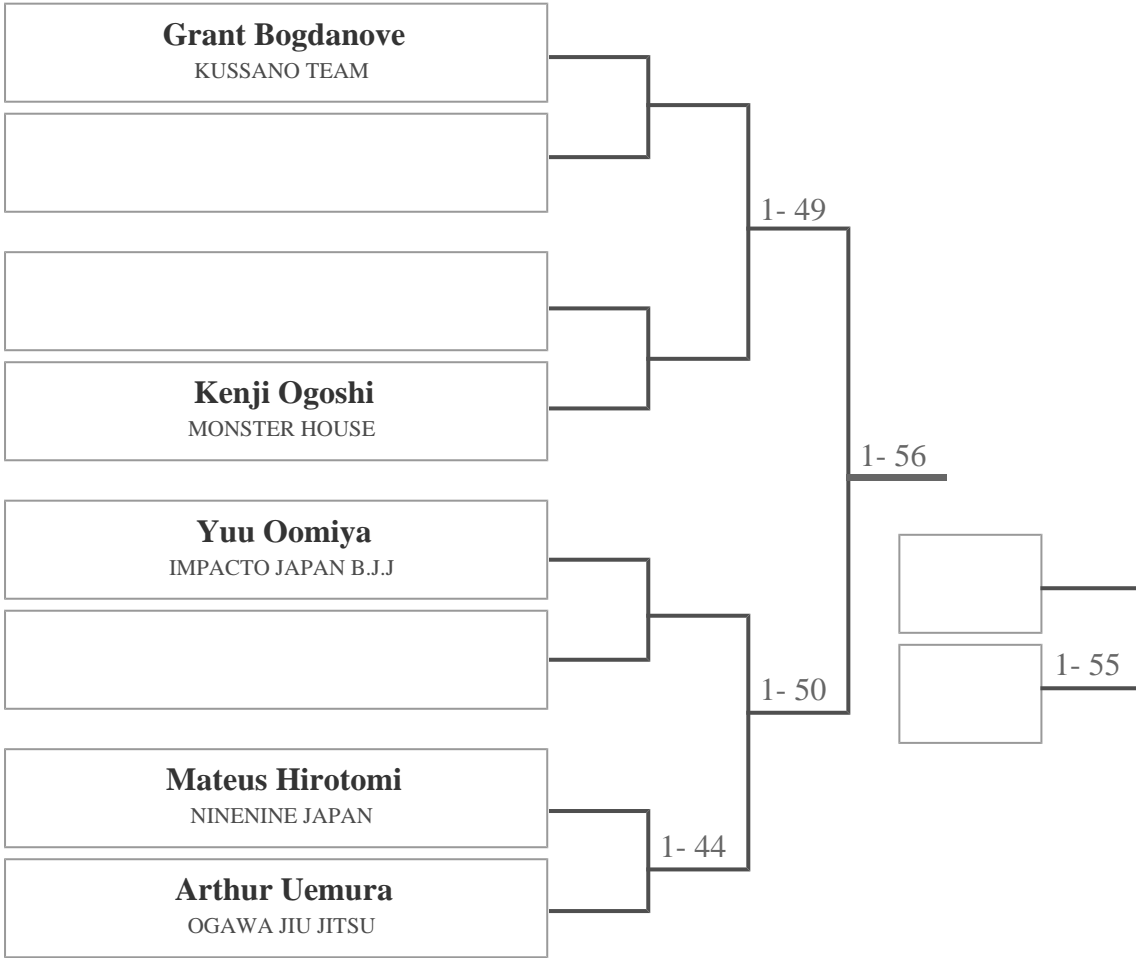 Grant Bogdanove
KUSSANO TEAM
1- 49
Kenji Ogoshi
MONSTER HOUSE
1- 56
Yuu Oomiya
IMPACTO JAPAN B.J.J
1- 55
1- 50
Mateus Hirotomi
NINENINE JAPAN
1- 44
Arthur Uemura
OGAWA JIU JITSU